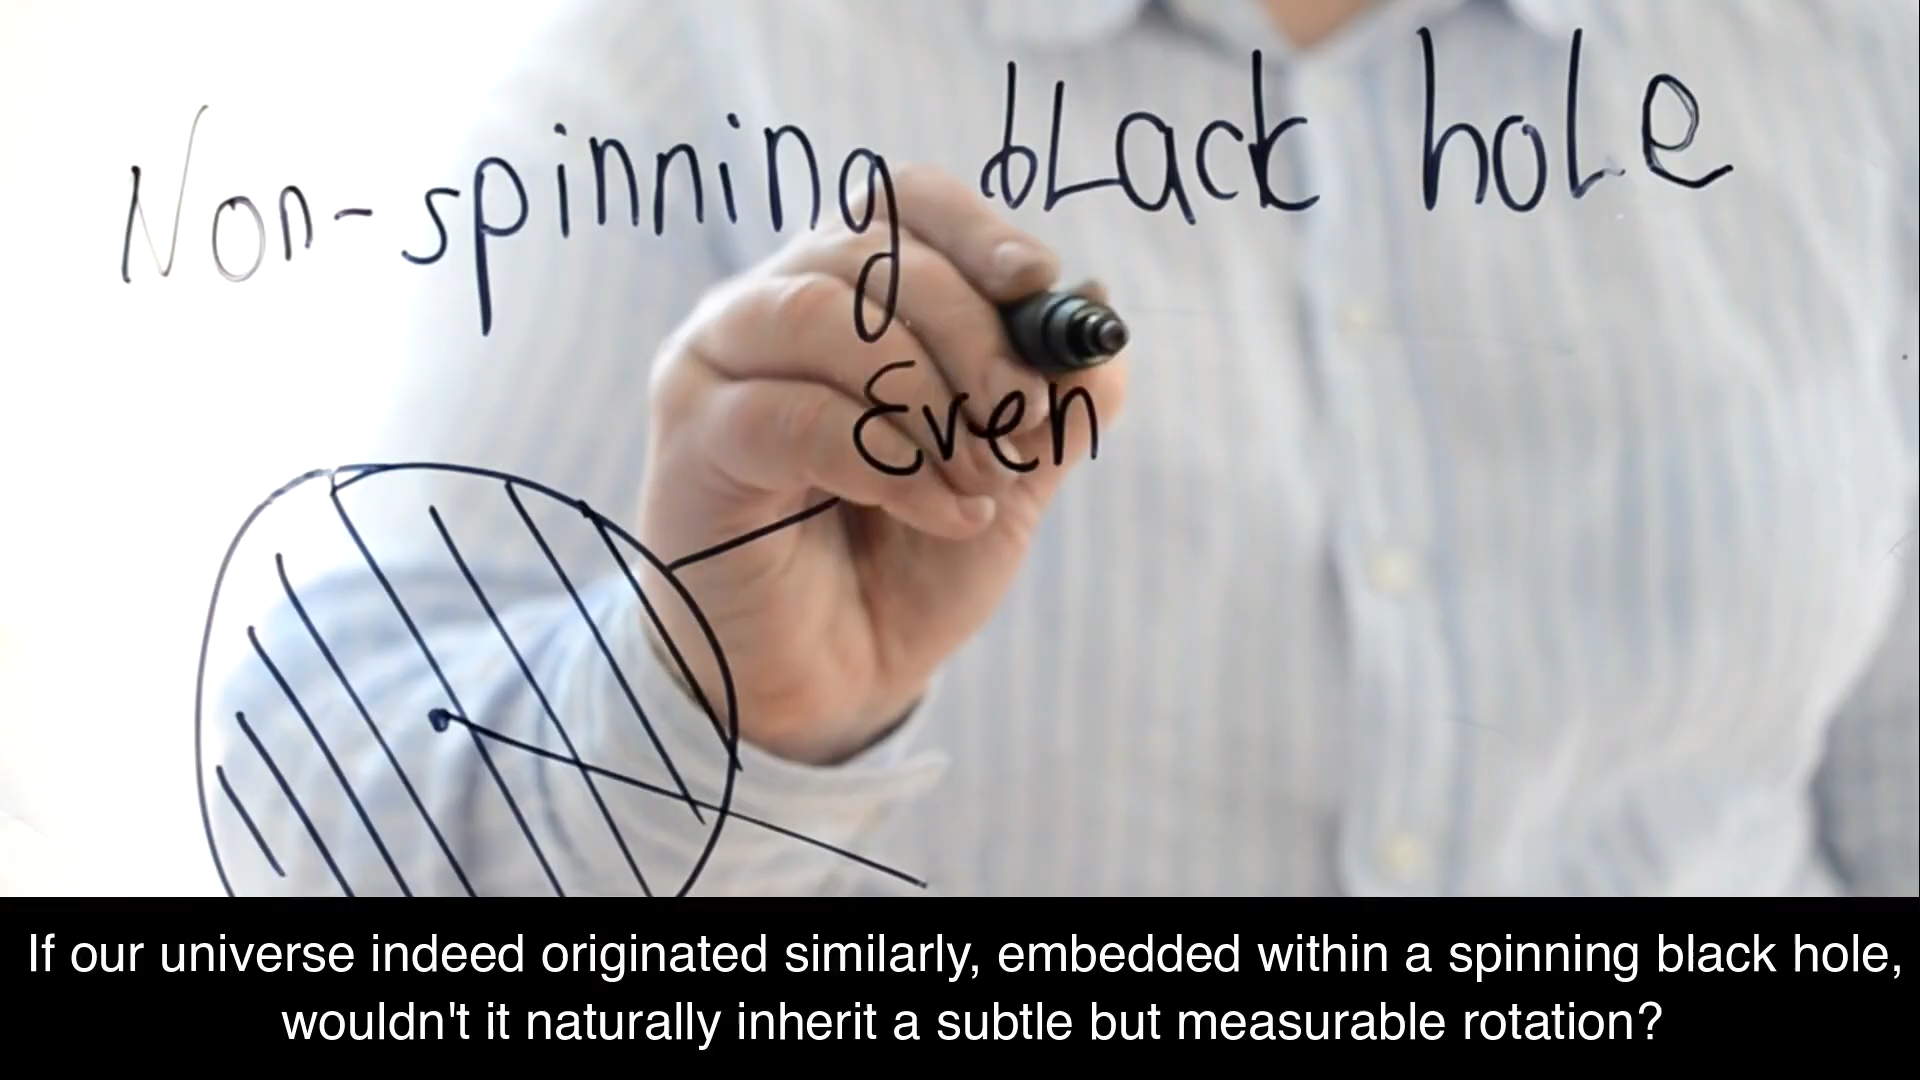 Non-spinning bLack hole
Even
If our universe indeed originated similarly, embedded within a spinning black hole,
wouldn't it naturally inherit a subtle but measurable rotation?